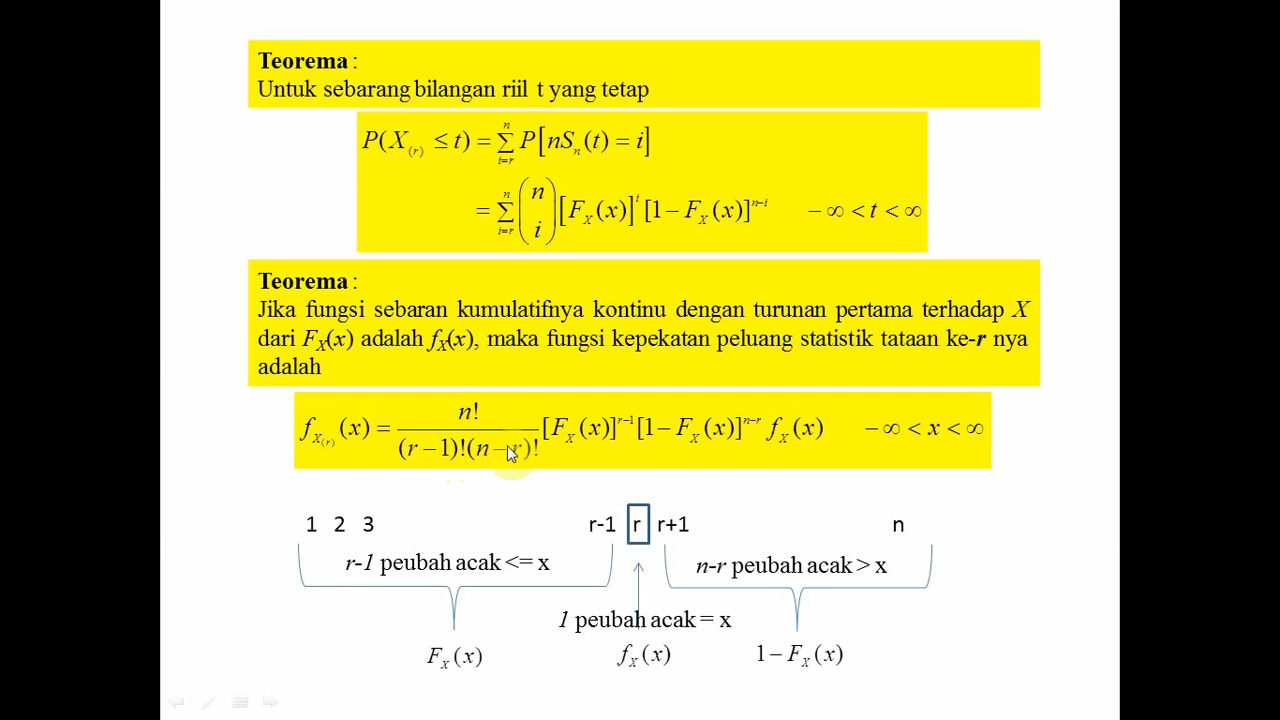 Teorema :
Untuk sebarang bilangan riil t yang tetap
P(X_(r) ≤ t) = ∑_{i=r}^{n} P[nS_n(t) = i]
= ∑_{i=r}^{n} (n i) [F_X(x)]^i [1 − F_X(x)]^{n−i} − ∞ < t < ∞
Teorema :
Jika fungsi sebaran kumulatifnya kontinu dengan turunan pertama terhadap X
dari F_X(x) adalah f_X(x), maka fungsi kepekatan peluang statistik tataan ke-r nya
adalah
f_{X_(r)}(x) = n! / (r − 1)!(n − r)! [F_X(x)]^{r−1} [1 − F_X(x)]^{n−r} f_X(x) − ∞ < x < ∞
1 2 3 r-1 r r+1 n
r-1 peubah acak <= x n-r peubah acak > x
1 peubah acak = x
F_X(x) f_X(x) 1 − F_X(x)